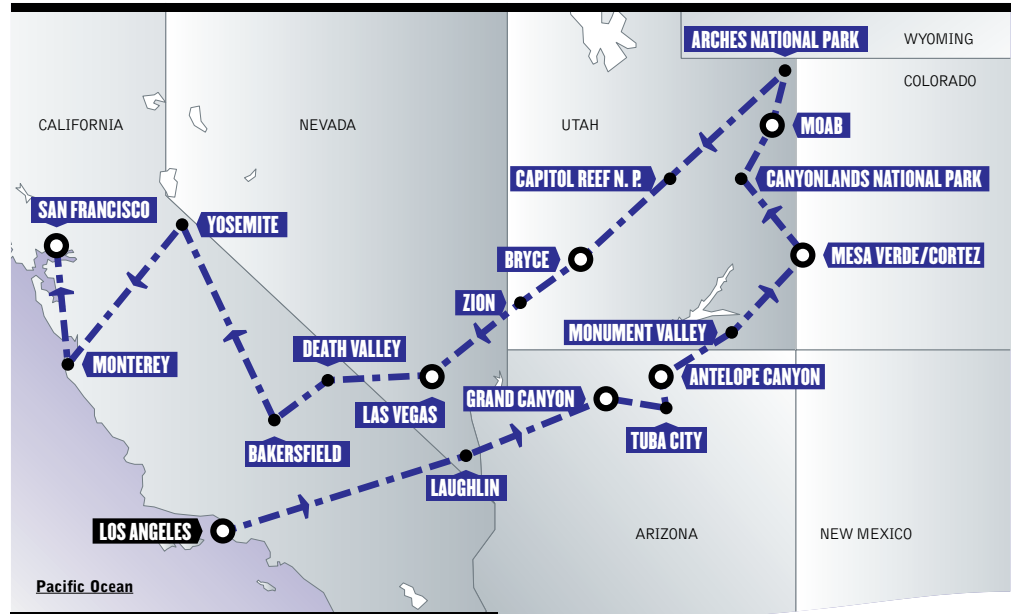 ARCHES NATIONAL PARK
WYOMING
COLORADO
CALIFORNIA
NEVADA
UTAH
MOAB
CAPITOL REEF N. P.
CANYONLANDS NATIONAL PARK
SAN FRANCISCO
YOSEMITE
BRYCE
MESA VERDE/CORTEZ
ZION
MONUMENT VALLEY
DEATH VALLEY
MONTEREY
ANTELOPE CANYON
GRAND CANYON
LAS VEGAS
TUBA CITY
BAKERSFIELD
LAUGHLIN
LOS ANGELES
ARIZONA
NEW MEXICO
Pacific Ocean